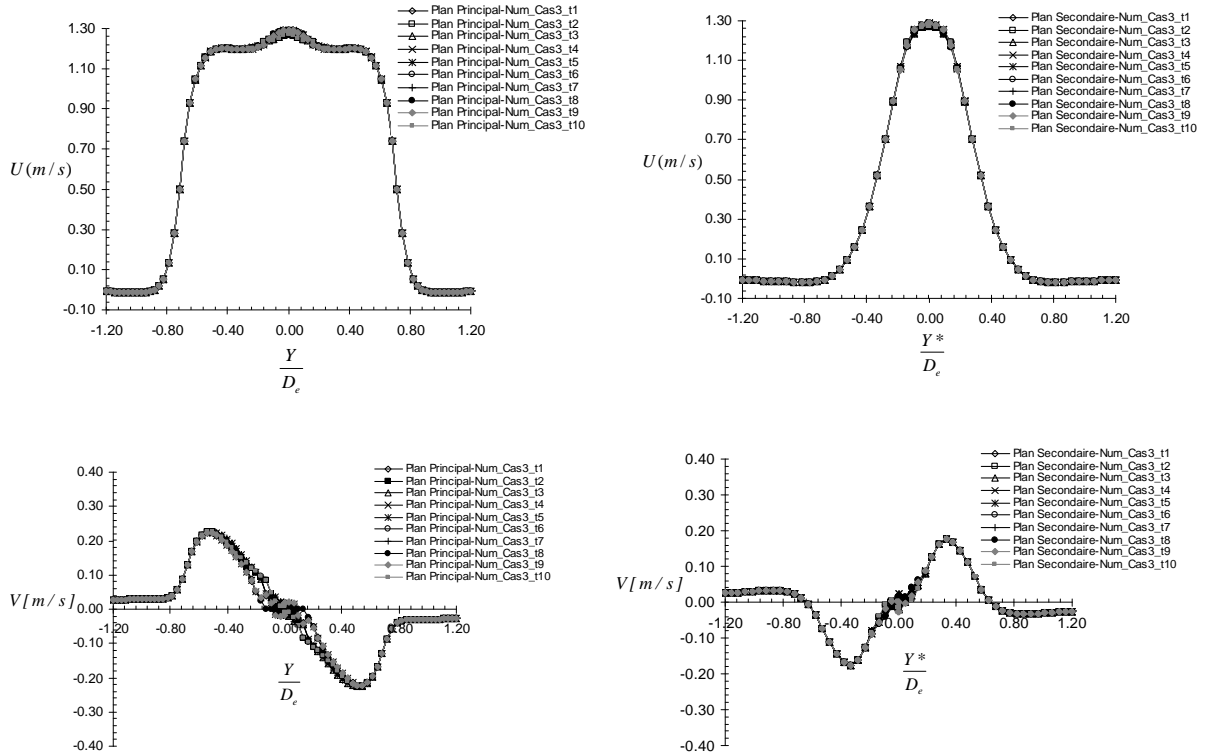 Plan Principal-Num_Cas3_t1
Plan Principal-Num_Cas3_t2
Plan Principal-Num_Cas3_t3
Plan Principal-Num_Cas3_t4
Plan Principal-Num_Cas3_t5
Plan Principal-Num_Cas3_t6
Plan Principal-Num_Cas3_t7
Plan Principal-Num_Cas3_t8
Plan Principal-Num_Cas3_t9
Plan Principal-Num_Cas3_t10
1.30
1.10
0.90
0.70
0.50
0.30
0.10
-0.10
U(m/s)
-1.20 -0.80 -0.40 0.00 0.40 0.80 1.20
Y
De
Plan Secondaire-Num_Cas3_t1
Plan Secondaire-Num_Cas3_t2
Plan Secondaire-Num_Cas3_t3
Plan Secondaire-Num_Cas3_t4
Plan Secondaire-Num_Cas3_t5
Plan Secondaire-Num_Cas3_t6
Plan Secondaire-Num_Cas3_t7
Plan Secondaire-Num_Cas3_t8
Plan Secondaire-Num_Cas3_t9
Plan Secondaire-Num_Cas3_t10
1.30
1.10
0.90
0.70
0.50
0.30
0.10
-0.10
U(m/s)
-1.20 -0.80 -0.40 0.00 0.40 0.80 1.20
Y*
De
Plan Principal-Num_Cas3_t1
Plan Principal-Num_Cas3_t2
Plan Principal-Num_Cas3_t3
Plan Principal-Num_Cas3_t4
Plan Principal-Num_Cas3_t5
Plan Principal-Num_Cas3_t6
Plan Principal-Num_Cas3_t7
Plan Principal-Num_Cas3_t8
Plan Principal-Num_Cas3_t9
Plan Principal-Num_Cas3_t10
0.40
0.30
0.20
0.10
0.00
-0.10
-0.20
-0.30
-0.40
V[m/s]
-1.20 -0.80 -0.40 0.00 0.40 0.80 1.20
Y
De
Plan Secondaire-Num_Cas3_t1
Plan Secondaire-Num_Cas3_t2
Plan Secondaire-Num_Cas3_t3
Plan Secondaire-Num_Cas3_t4
Plan Secondaire-Num_Cas3_t5
Plan Secondaire-Num_Cas3_t6
Plan Secondaire-Num_Cas3_t7
Plan Secondaire-Num_Cas3_t8
Plan Secondaire-Num_Cas3_t9
Plan Secondaire-Num_Cas3_t10
0.40
0.30
0.20
0.10
0.00
-0.10
-0.20
-0.30
-0.40
V[m/s]
-1.20 -0.80 -0.40 0.00 0.40 0.80 1.20
Y*
De